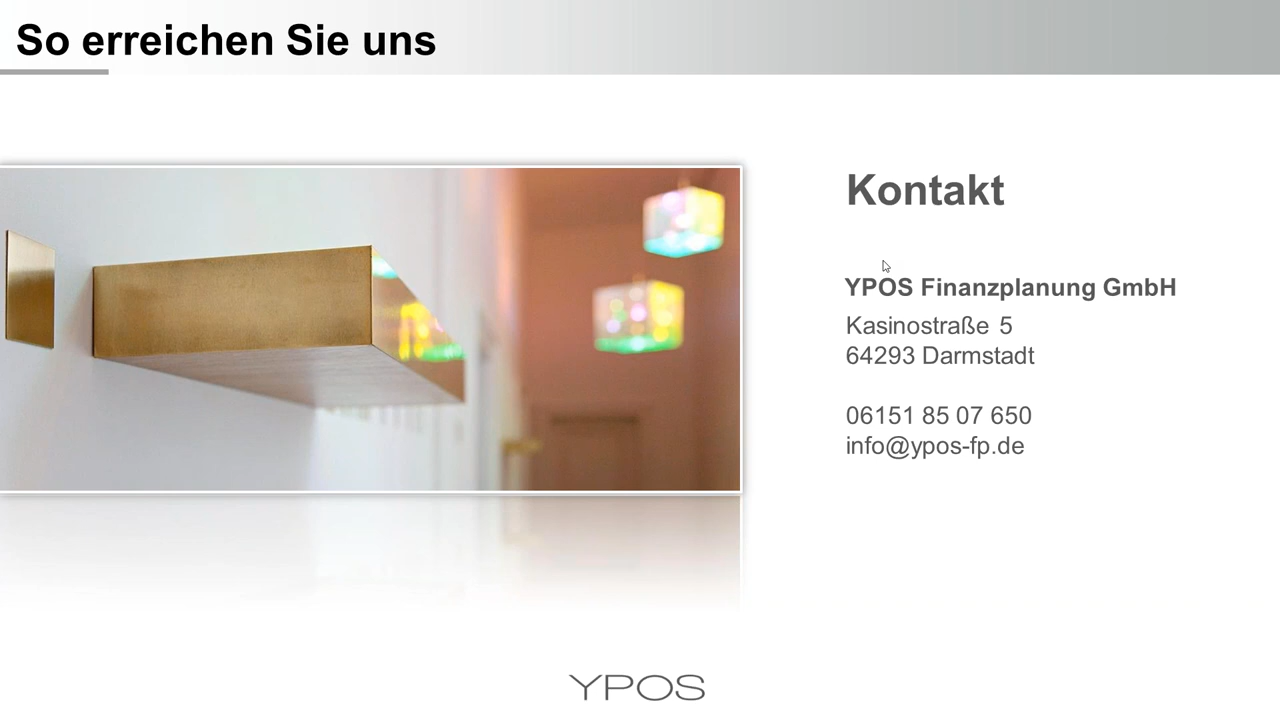 So erreichen Sie uns
Kontakt
YPOS Finanzplanung GmbH
Kasinostraße 5
64293 Darmstadt
06151 85 07 650
info@ypos-fp.de
YPOS